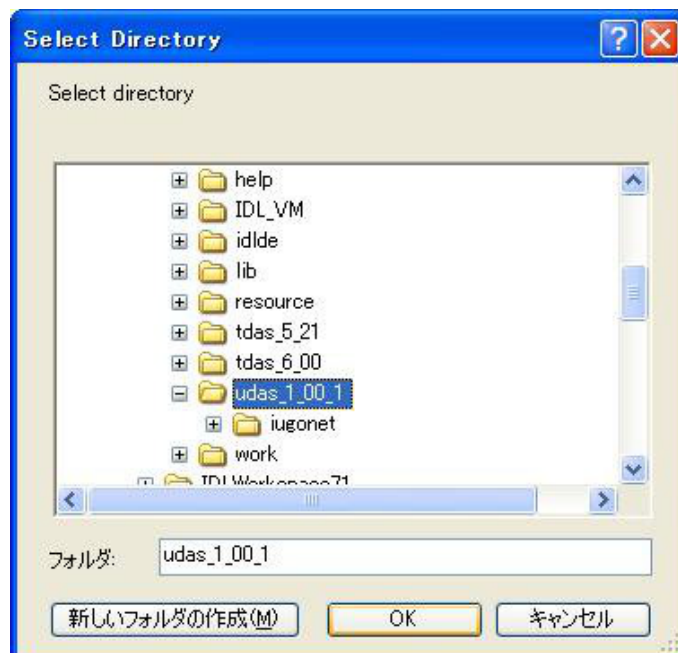 Select Directory
Select directory
help
IDL_VM
idlde
lib
resource
tdas_5_21
tdas_6_00
udas_1_00_1
iugonet
work
IDLWorkspace71
フォルダ: udas_1_00_1
新しいフォルダの作成(M) OK キャンセル